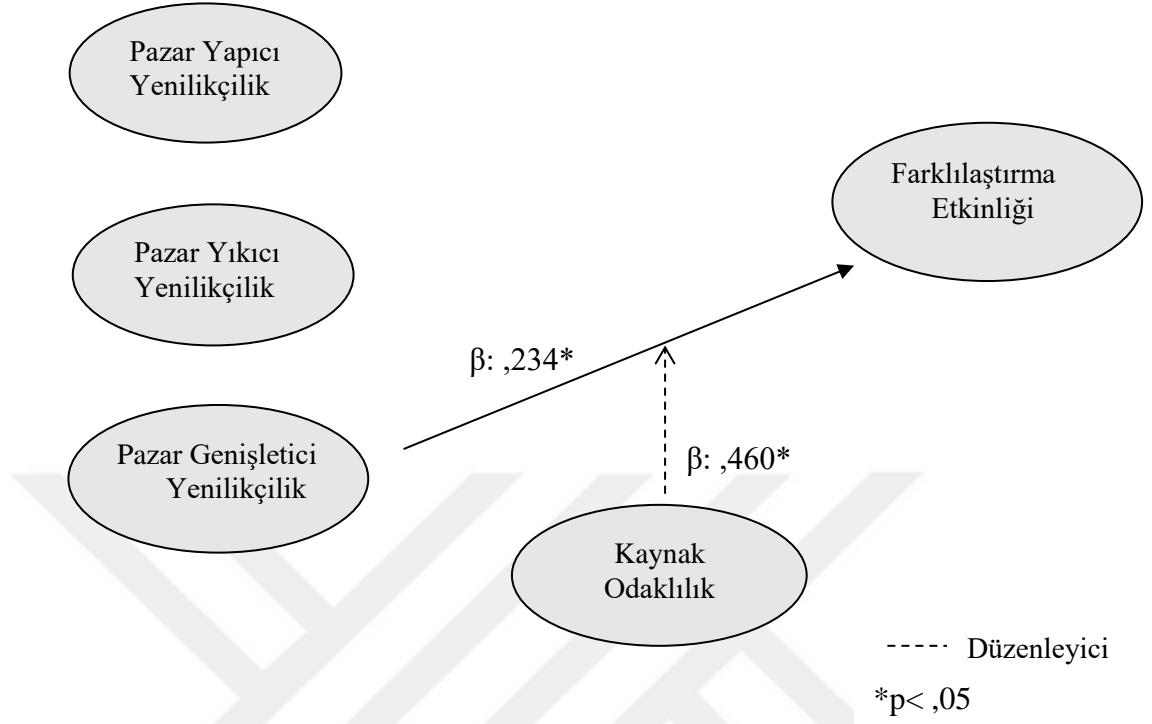 Pazar Yapıcı
Yenilikçilik
Farklılaştırma
Etkinliği
Pazar Yıkıcı
Yenilikçilik
β: ,234*
Pazar Genişletici
Yenilikçilik
β: ,460*
Kaynak
Odaklılık
----- Düzenleyici
*p< ,05